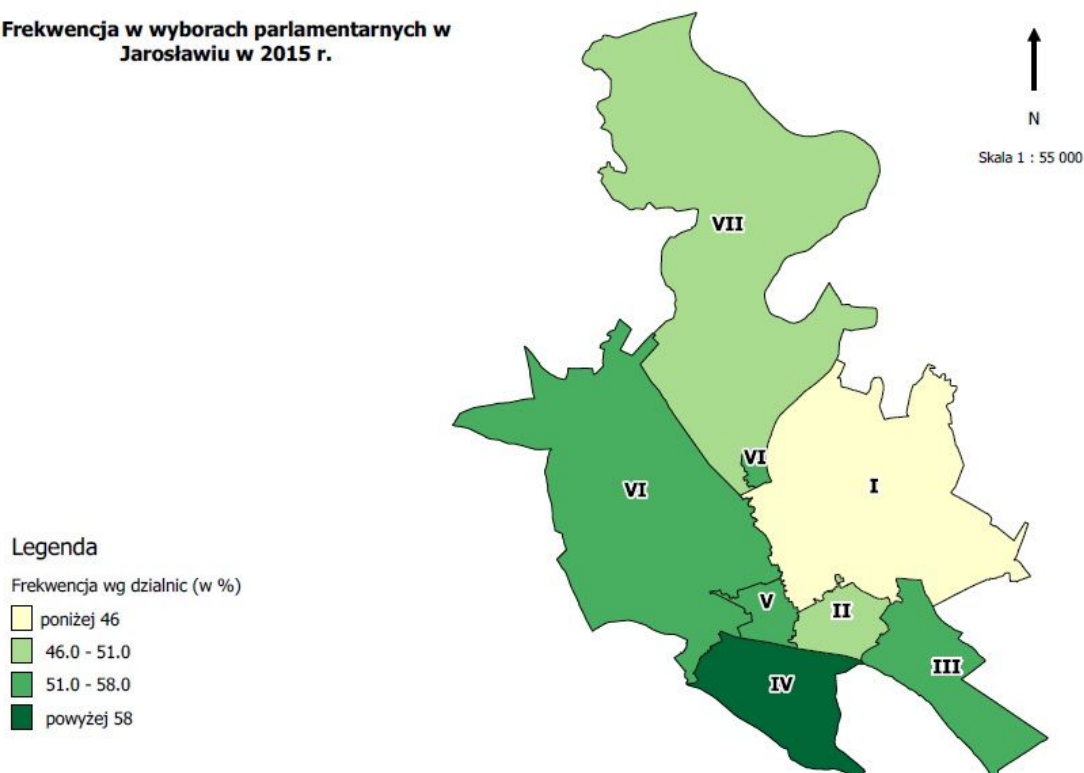 Frekwencja w wyborach parlamentarnych w
Jarosławiu w 2015 r.
N
Skala 1 : 55 000
VII
VI
I
VI
V
II
III
IV
Legenda
Frekwencja wg dzialnic (w %)
poniżej 46
46.0 - 51.0
51.0 - 58.0
powyżej 58